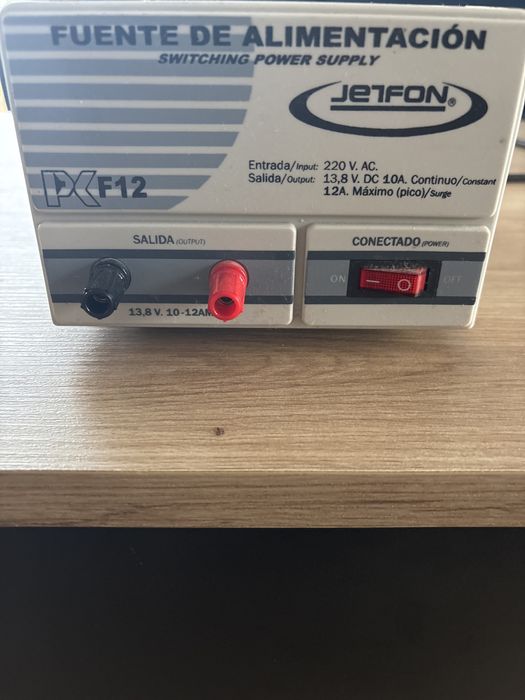 FUENTE DE ALIMENTACIÓN
SWITCHING POWER SUPPLY
JETFON®
Entrada/Input: 220 V. AC.
Salida/Output: 13,8 V. DC 10A. Continuo/Constant
12A. Máximo (pico)/Surge
PX F12
SALIDA (OUTPUT)
13,8 V. 10-12AM
CONECTADO (POWER)
ON
OFF